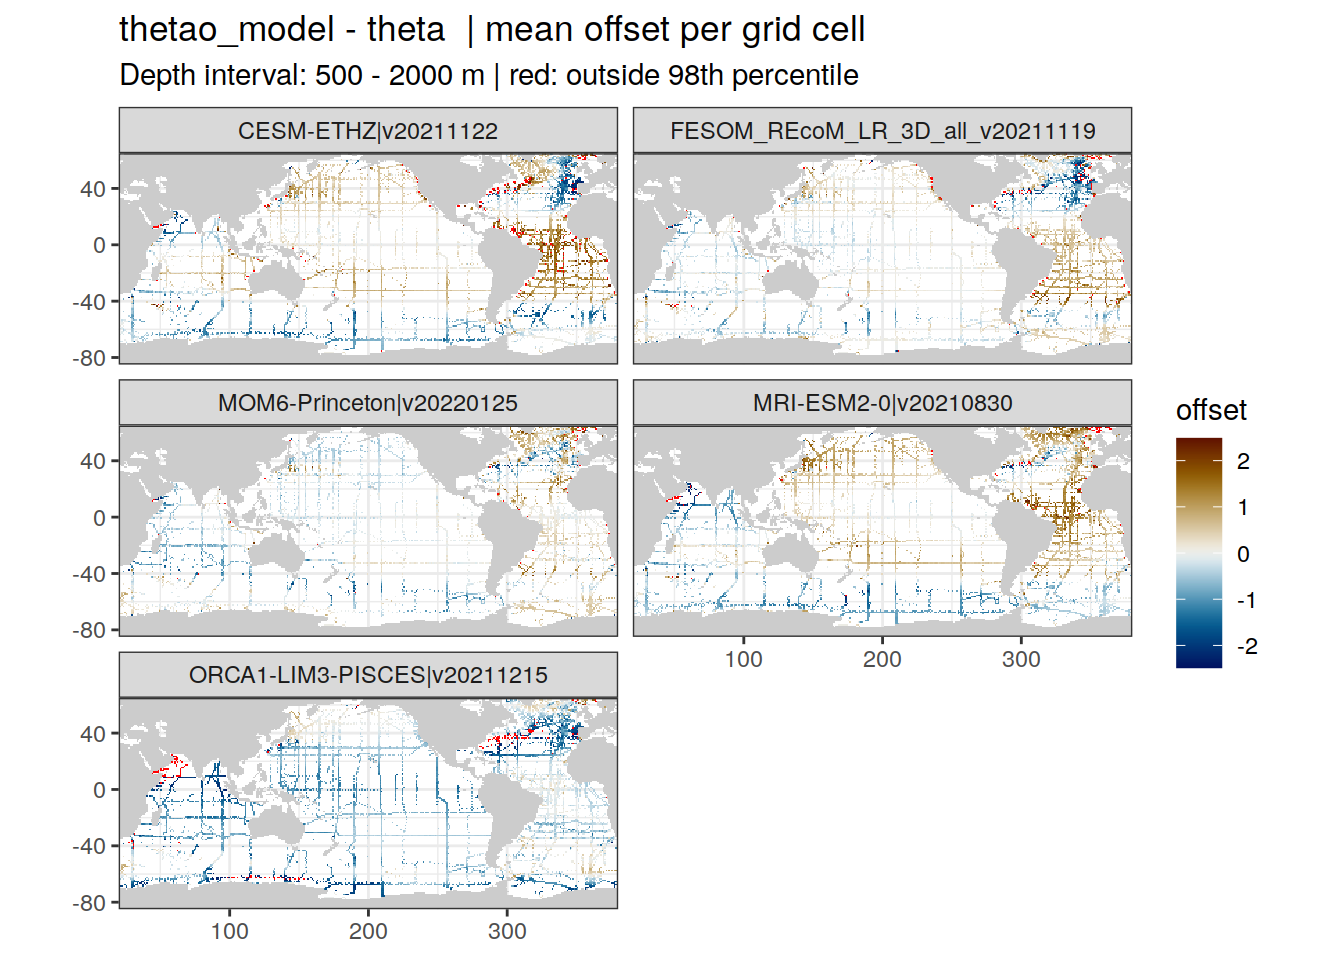 thetao_model - theta  | mean offset per grid cell
Depth interval: 500 - 2000 m | red: outside 98th percentile
CESM-ETHZ|v20211122
FESOM_REcoM_LR_3D_all_v20211119
40
0
-40
-80
MOM6-Princeton|v20220125
MRI-ESM2-0|v20210830
40
0
-40
-80
100
200
300
ORCA1-LIM3-PISCES|v20211215
40
0
-40
-80
100
200
300
offset
2
1
0
-1
-2